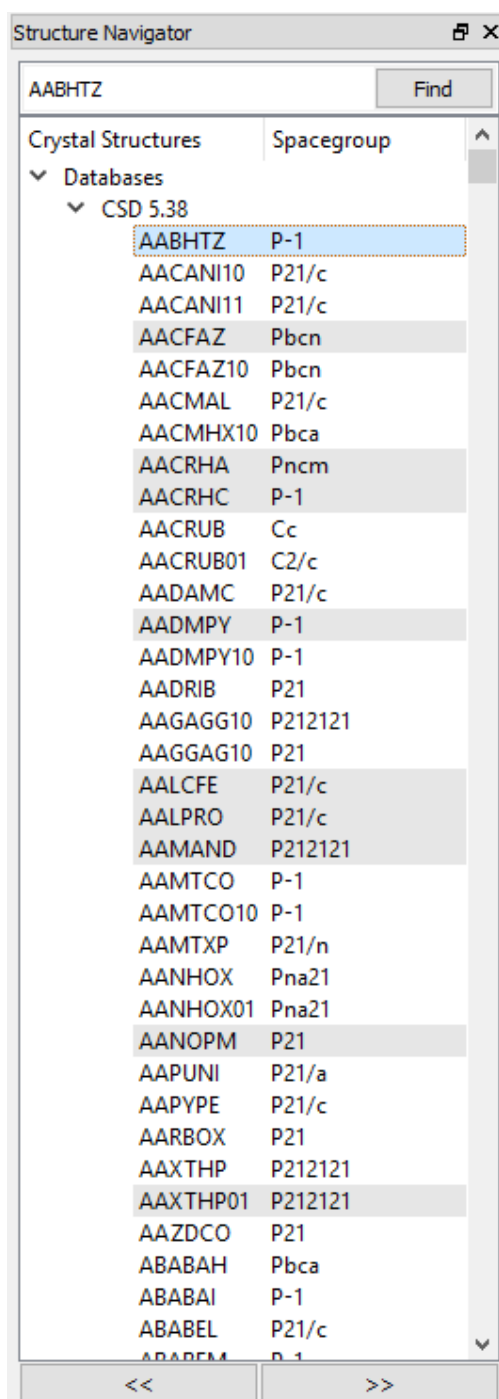 Structure Navigator
AABHTZ Find
Crystal Structures Spacegroup
Databases
CSD 5.38
AABHTZ P-1
AACANI10 P21/c
AACANI11 P21/c
AACFAZ Pbcn
AACFAZ10 Pbcn
AACMAL P21/c
AACMHX10 Pbca
AACRHA Pncm
AACRHC P-1
AACRUB Cc
AACRUB01 C2/c
AADAMC P21/c
AADMPY P-1
AADMPY10 P-1
AADRIB P21
AAGAGG10 P212121
AAGGAG10 P21
AALCFE P21/c
AALPRO P21/c
AAMAND P212121
AAMTCO P-1
AAMTCO10 P-1
AAMTXP P21/n
AANHOX Pna21
AANHOX01 Pna21
AANOPM P21
AAPUNI P21/a
AAPYPE P21/c
AARBOX P21
AAXTHP P212121
AAXTHP01 P212121
AAZDCO P21
ABABAH Pbca
ABABAI P-1
ABABEL P21/c
<< >>